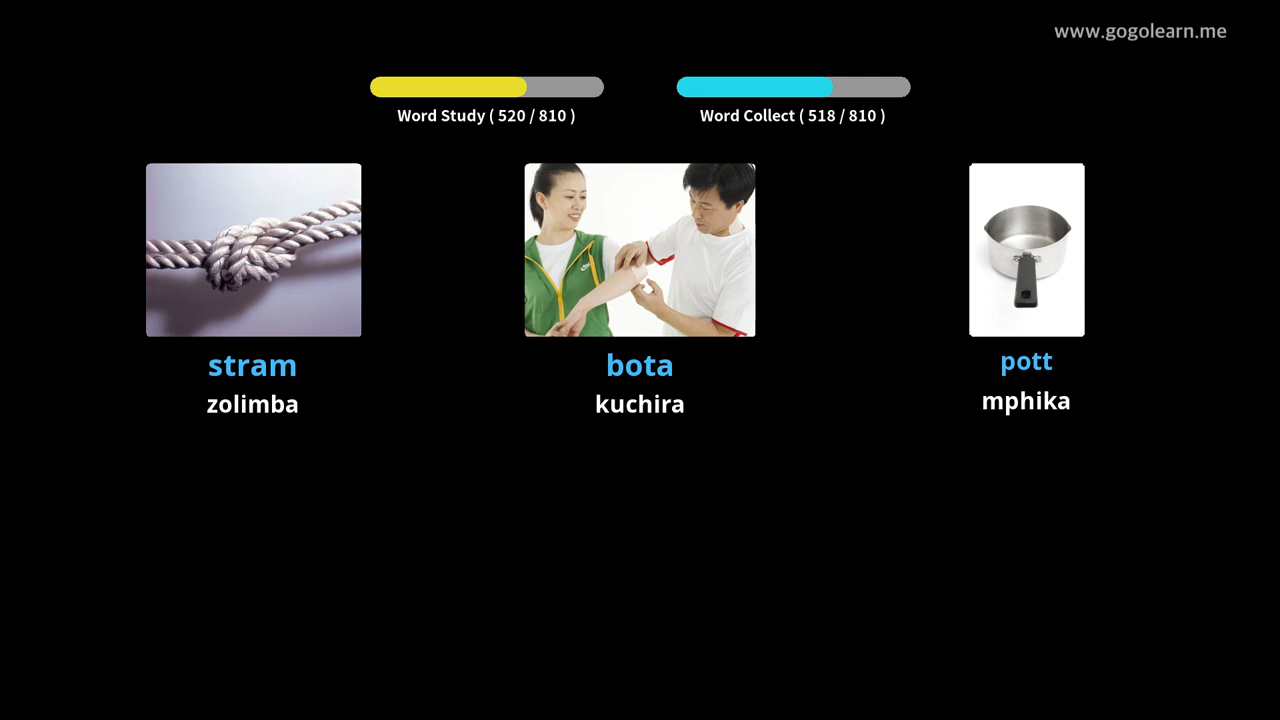 www.gogolearn.me
Word Study ( 520 / 810 )
Word Collect ( 518 / 810 )
stram
zolimba
bota
kuchira
pott
mphika